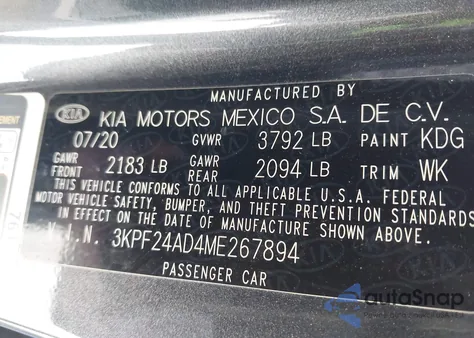 MANUFACTURED BY
KIA KIA MOTORS MEXICO S.A. DE C.V.
07/20 GVWR 3792 LB PAINT KDG
GAWR FRONT 2183 LB GAWR REAR 2094 LB TRIM WK
THIS VEHICLE CONFORMS TO ALL APPLICABLE U.S.A. FEDERAL
MOTOR VEHICLE SAFETY, BUMPER, AND THEFT PREVENTION STANDARDS
IN EFFECT ON THE DATE OF MANUFACTURE SHOWN ABOVE.
V.I.N. 3KPF24AD4ME267894
PASSENGER CAR
autoSnap